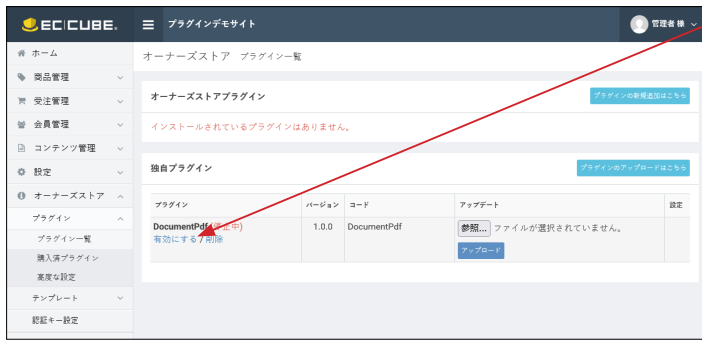 EC CUBE.
プラグインデモサイト
管理者 様
ホーム
商品管理
受注管理
会員管理
コンテンツ管理
設定
オーナーズストア
プラグイン
プラグイン一覧
購入済プラグイン
高度な設定
テンプレート
認証キー設定
オーナーズストア プラグイン一覧
オーナーズストアプラグイン
プラグインの新規追加はこちら
インストールされているプラグインはありません。
独自プラグイン
プラグインのアップロードはこちら
プラグイン バージョン コード アップデート 設定
DocumentPdf (停止中) 1.0.0 DocumentPdf 参照... ファイルが選択されていません。
有効にする / 削除
アップロード